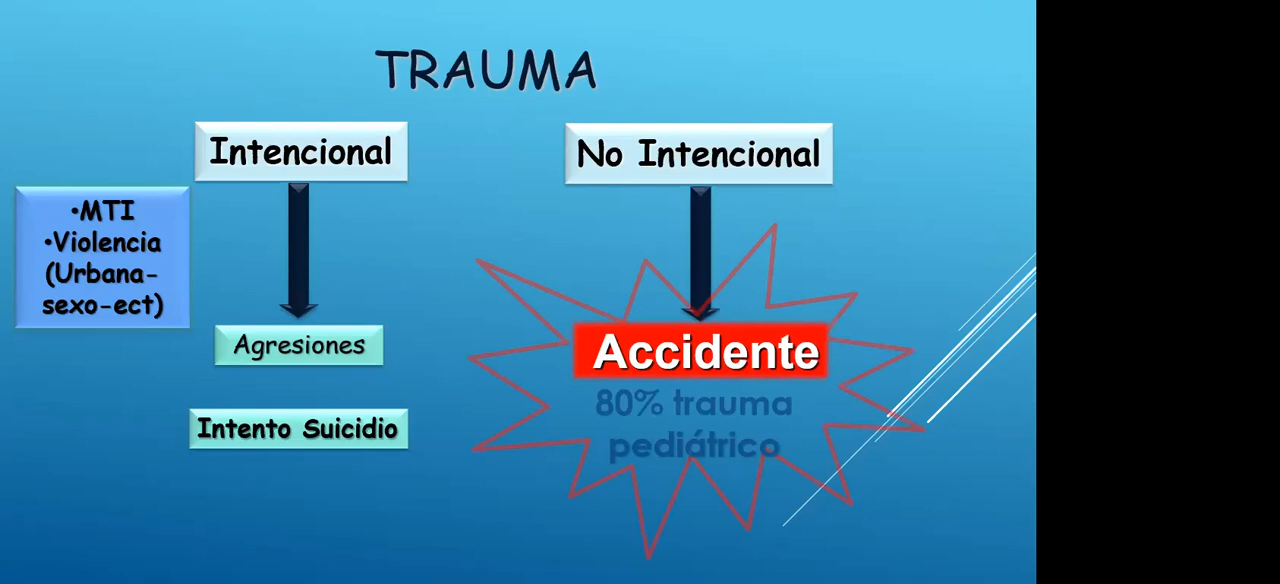 TRAUMA
Intencional
No Intencional
•MTI
•Violencia
(Urbana-
sexo-ect)
Agresiones
Intento Suicidio
Accidente
80% trauma
pediátrico